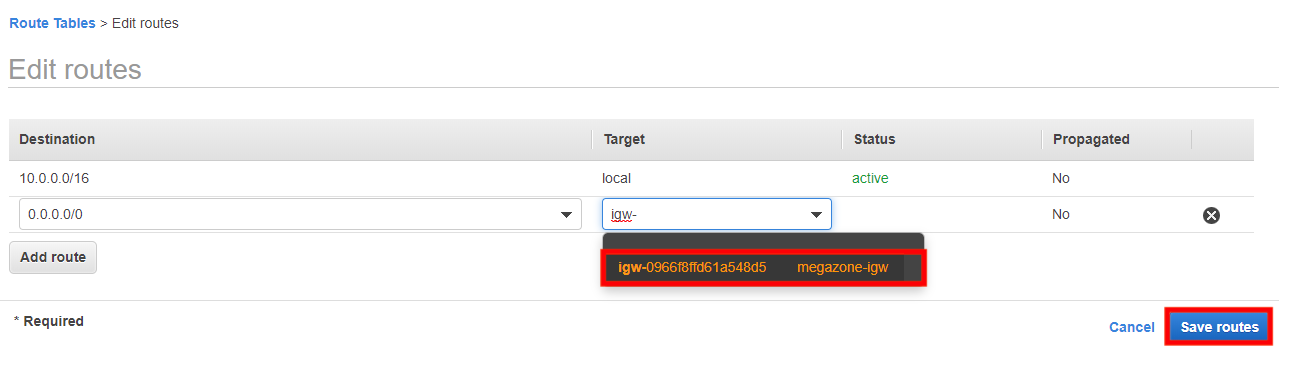 Route Tables > Edit routes
Edit routes
Destination Target Status Propagated
10.0.0.0/16 local active No
0.0.0.0/0 igw- No
Add route
igw-0966f8ffd61a548d5 megazone-igw
* Required
Cancel Save routes